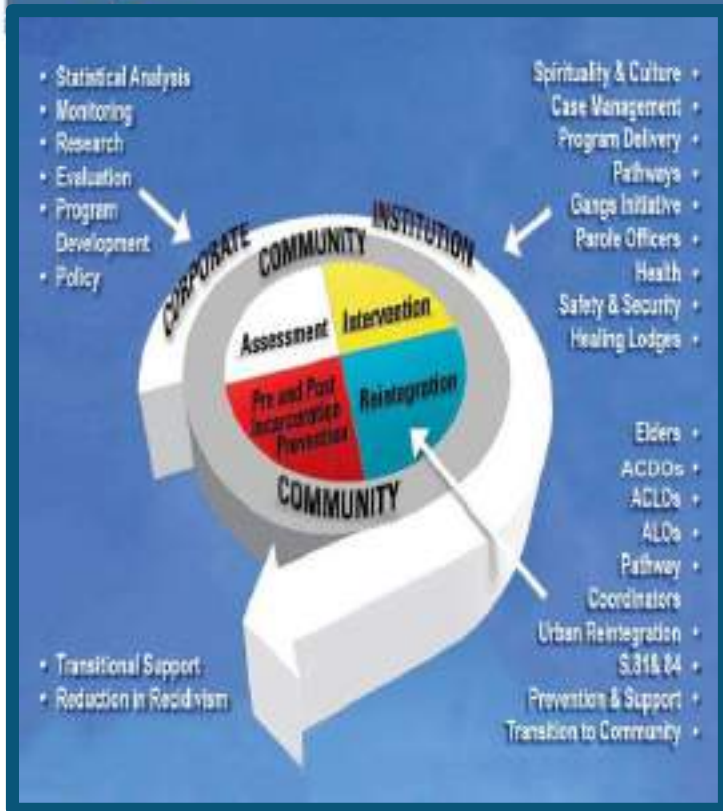 • Statistical Analysis
• Monitoring
• Research
• Evaluation
• Program
Development
• Policy
Spirituality & Culture •
Case Management •
Program Delivery •
Pathways •
Gangs Initiative •
Parole Officers •
Health •
Safety & Security •
Healing Lodges •
CORPORATE
COMMUNITY
INSTITUTION
Assessment
Intervention
Pre and Post
Incarceration
Prevention
Reintegration
COMMUNITY
Elders •
ACDOs •
ACLOs •
ALOs •
Pathway •
Coordinators
Urban Reintegration •
S.81& 84 •
Prevention & Support •
Transition to Community •
• Transitional Support
• Reduction in Recidivism